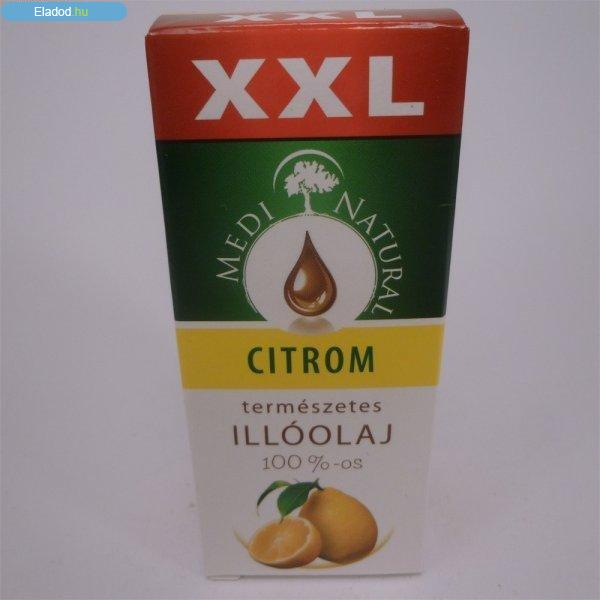 Eladod.hu
XXL
MEDI NATURAL
CITROM
természetes
ILLÓOLAJ
100 %-os